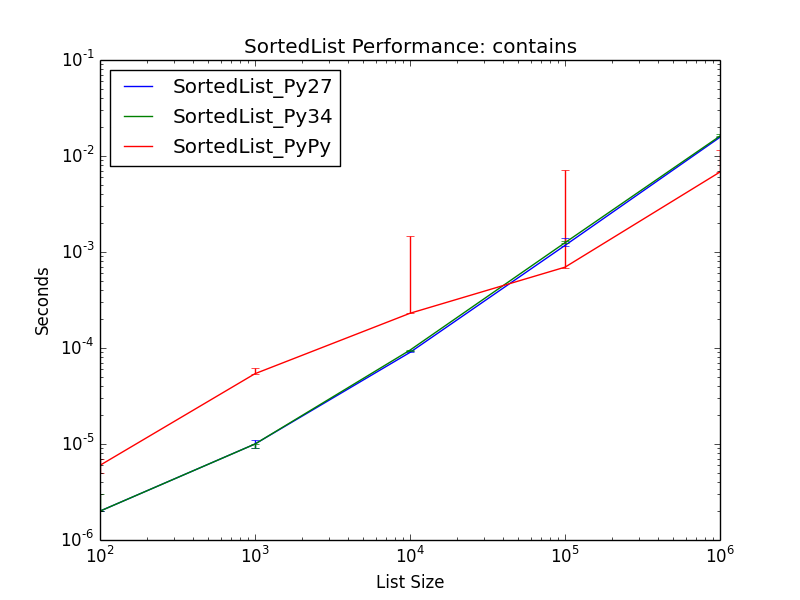 SortedList Performance: contains
SortedList_Py27
SortedList_Py34
SortedList_PyPy
10^-1
10^-2
10^-3
10^-4
10^-5
10^-6
Seconds
10^2 10^3 10^4 10^5 10^6
List Size